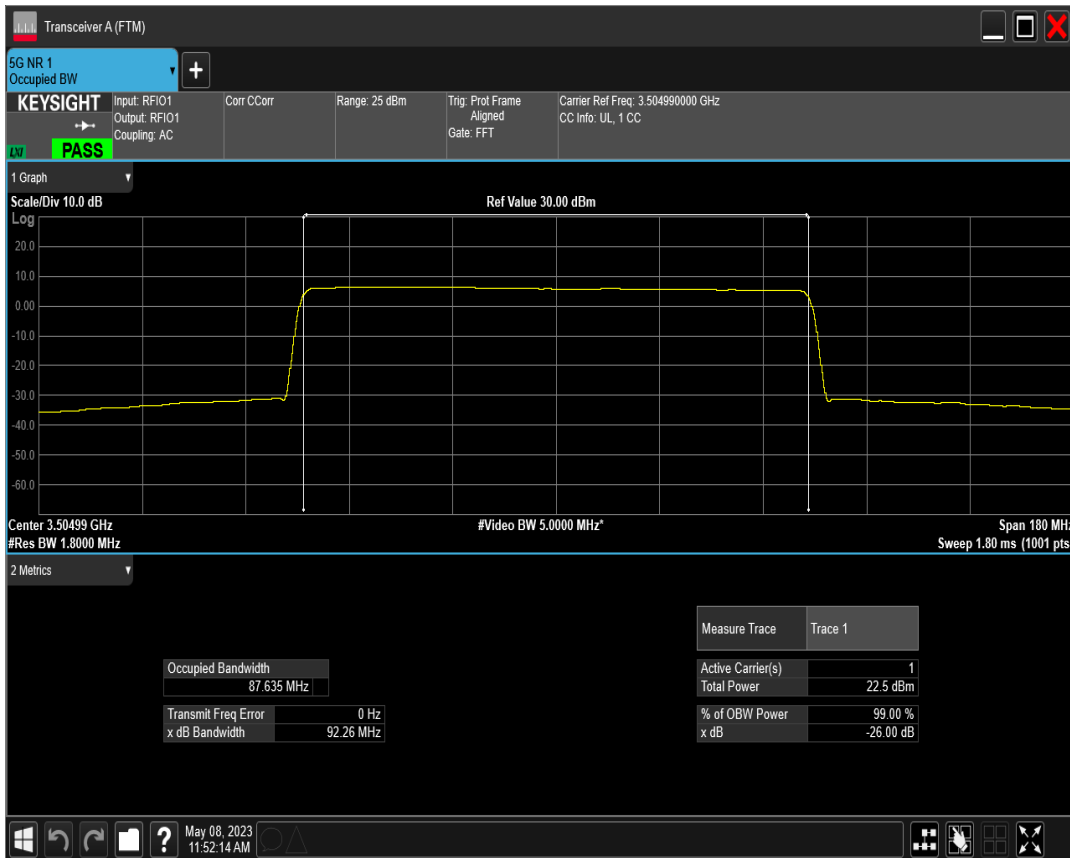 Transceiver A (FTM)
5G NR 1
Occupied BW
+
KEYSIGHT
LXI
PASS
Input: RFIO1
Output: RFIO1
Coupling: AC
Corr CCorr
Range: 25 dBm
Trig: Prot Frame
Aligned
Gate: FFT
Carrier Ref Freq: 3.504990000 GHz
CC Info: UL, 1 CC
1 Graph
Scale/Div 10.0 dB
Ref Value 30.00 dBm
Log
20.0
10.0
0.00
-10.0
-20.0
-30.0
-40.0
-50.0
-60.0
Center 3.50499 GHz
#Video BW 5.0000 MHz*
Span 180 MHz
#Res BW 1.8000 MHz
Sweep 1.80 ms (1001 pts
2 Metrics
Measure Trace Trace 1
Occupied Bandwidth
87.635 MHz
Active Carrier(s) 1
Total Power 22.5 dBm
Transmit Freq Error 0 Hz
x dB Bandwidth 92.26 MHz
% of OBW Power 99.00 %
x dB -26.00 dB
?
May 08, 2023
11:52:14 AM